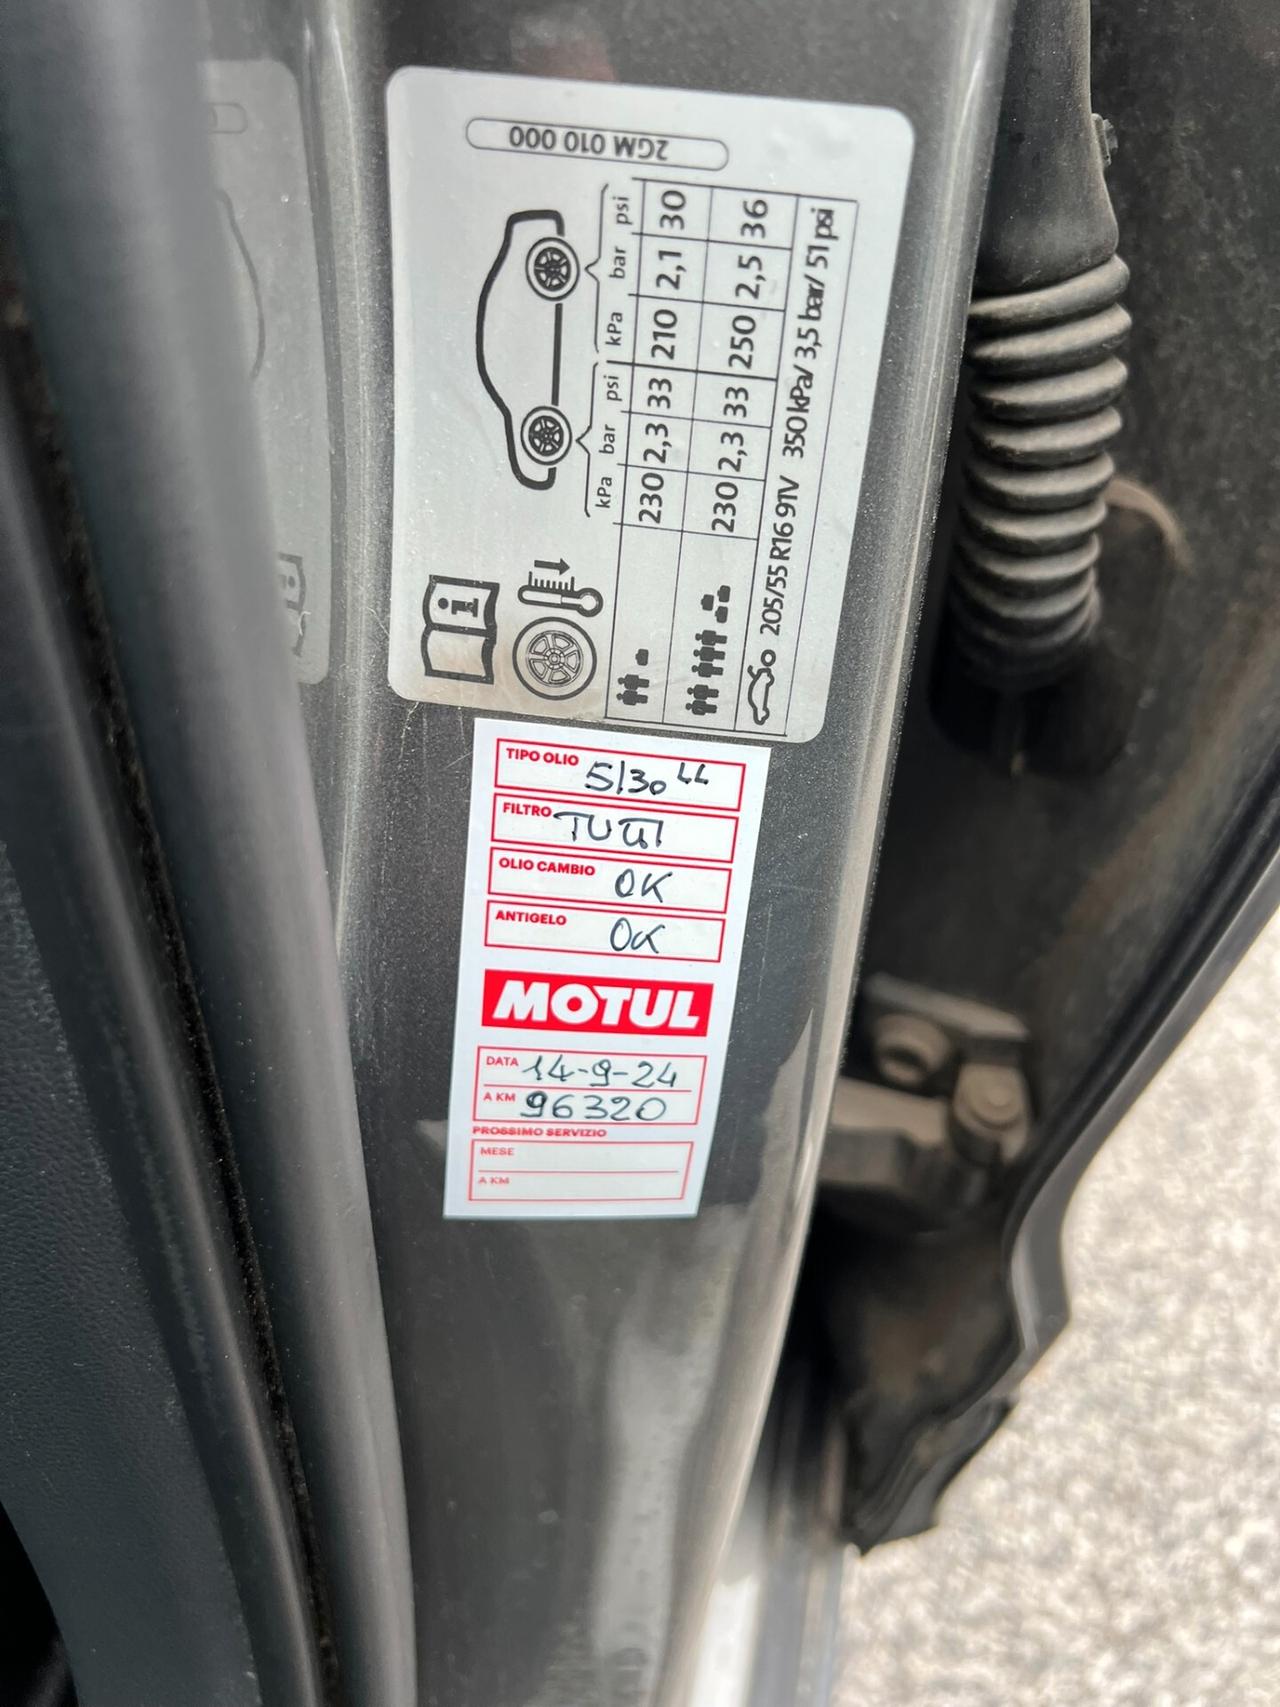 2GM 010 000
kPa bar psi kPa bar psi
230 2,3 33 210 2,1 30
230 2,3 33 250 2,5 36
205/55 R16 91V 350 kPa/ 3,5 bar/ 51 psi
TIPO OLIO 5/30 LL
FILTRO TUTTI
OLIO CAMBIO OK
ANTIGELO OK
MOTUL
DATA 14-9-24
A KM 96320
PROSSIMO SERVIZIO
MESE
A KM